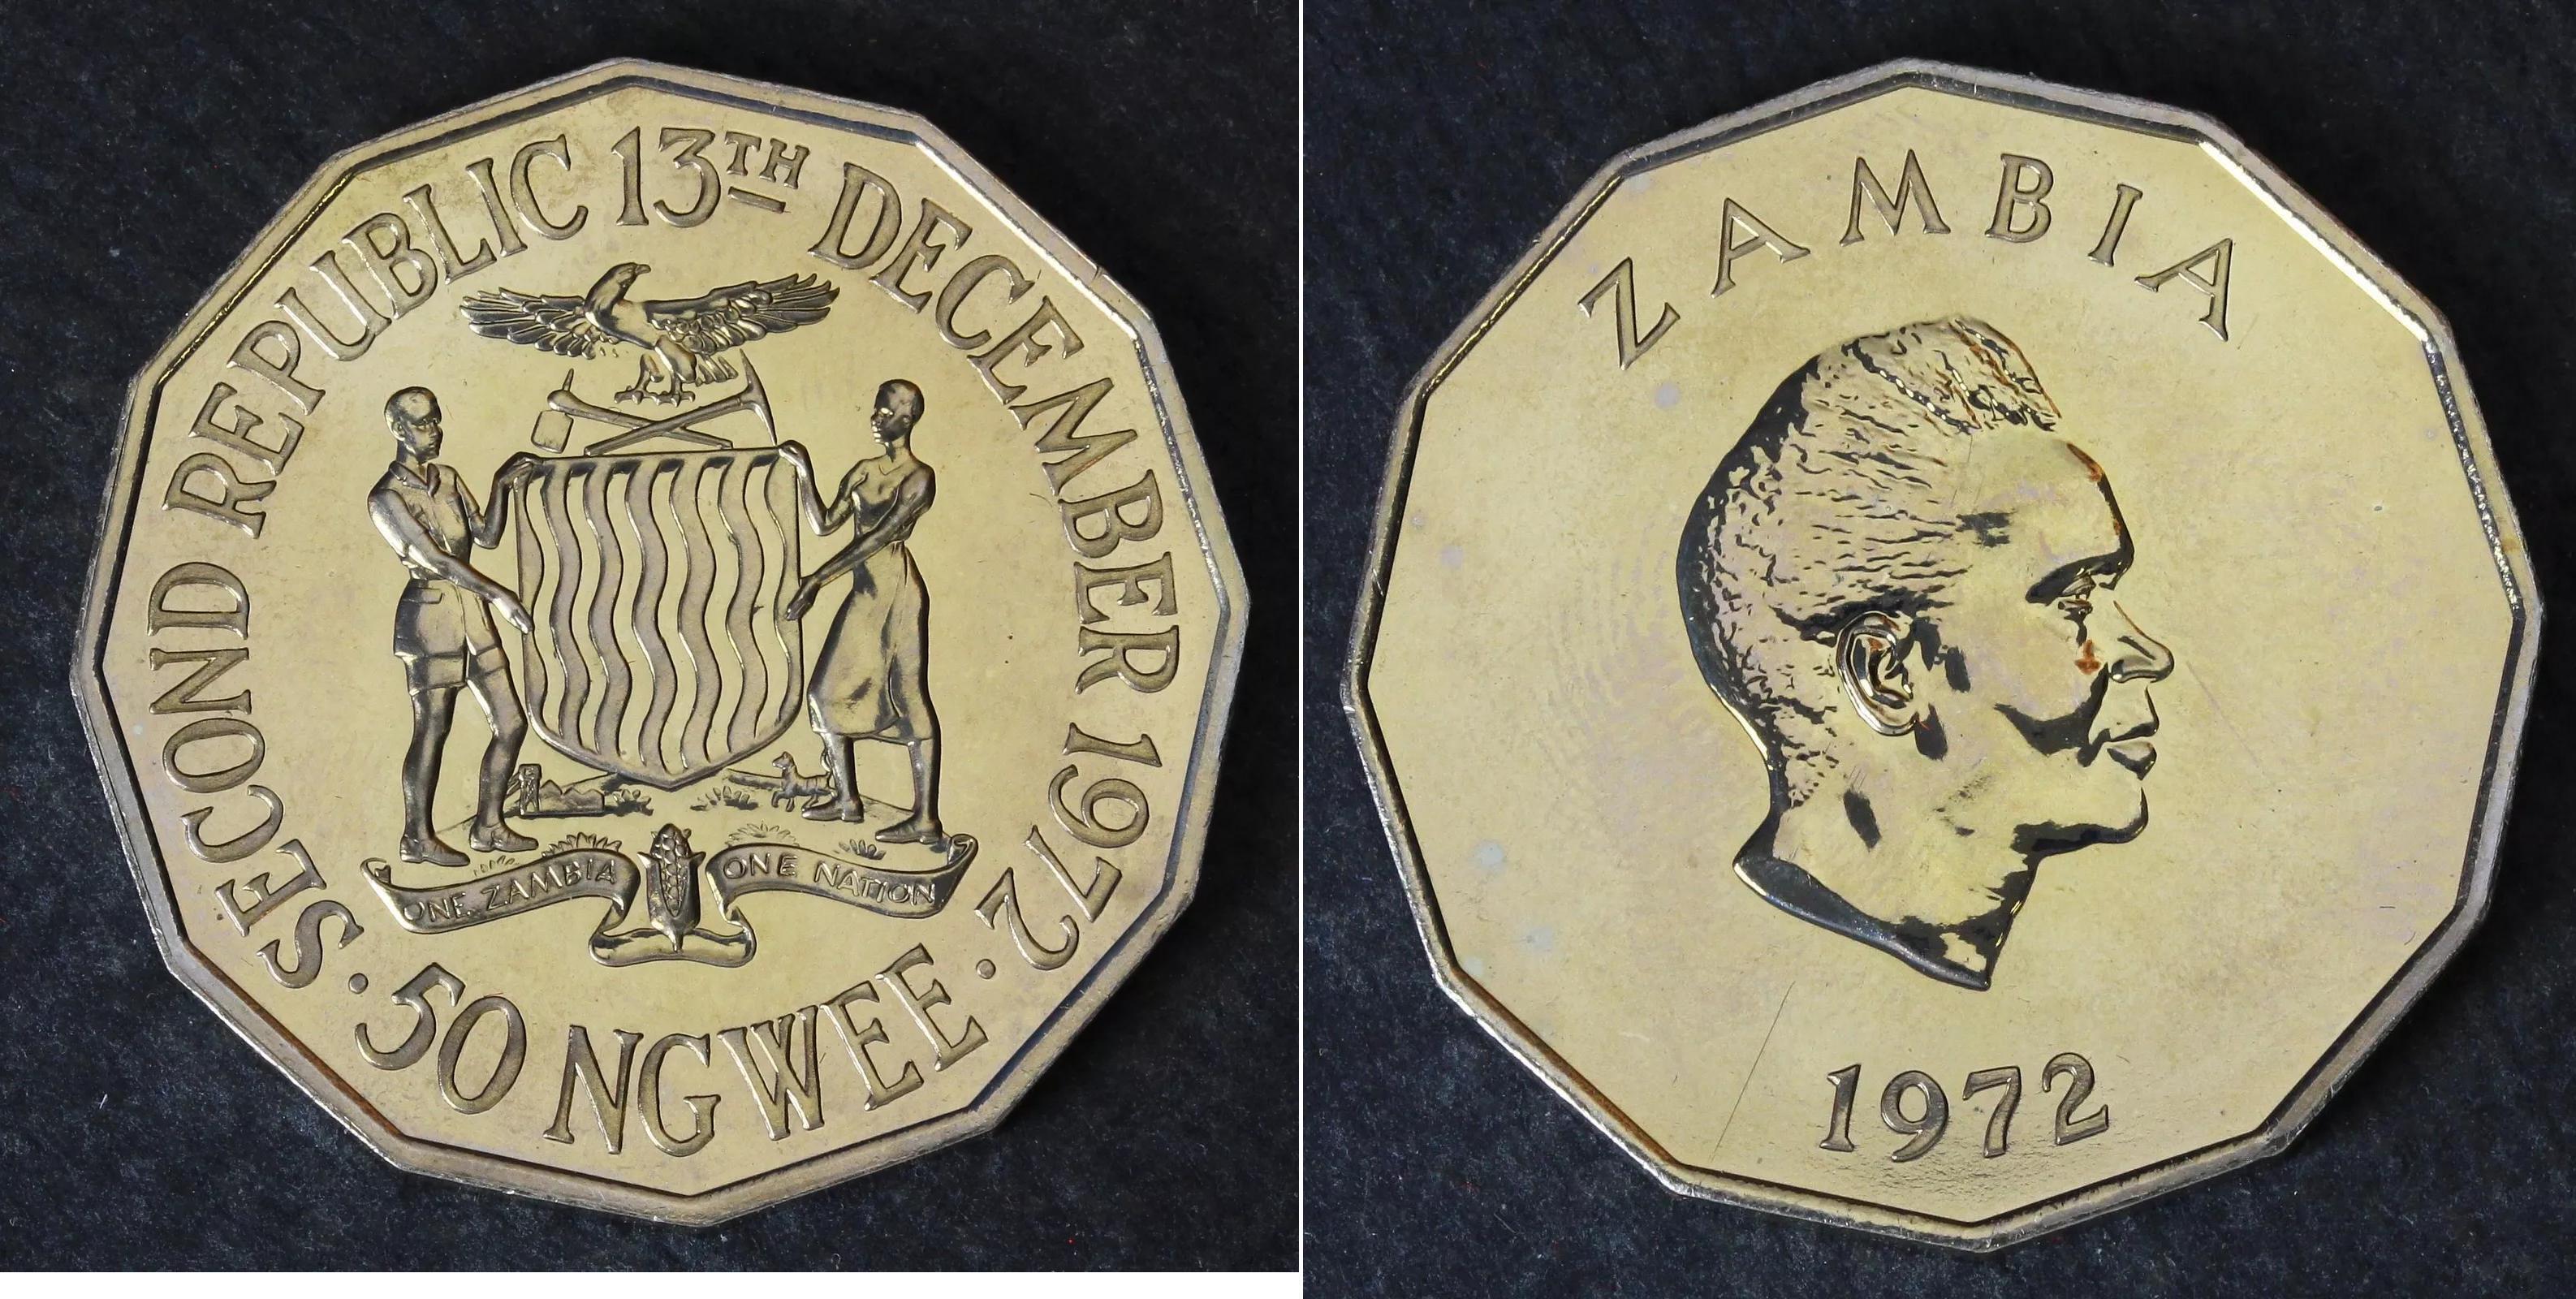 SECOND REPUBLIC 13TH DECEMBER 1972
· 50 NGWEE ·
ONE ZAMBIA ONE NATION
ZAMBIA
1972